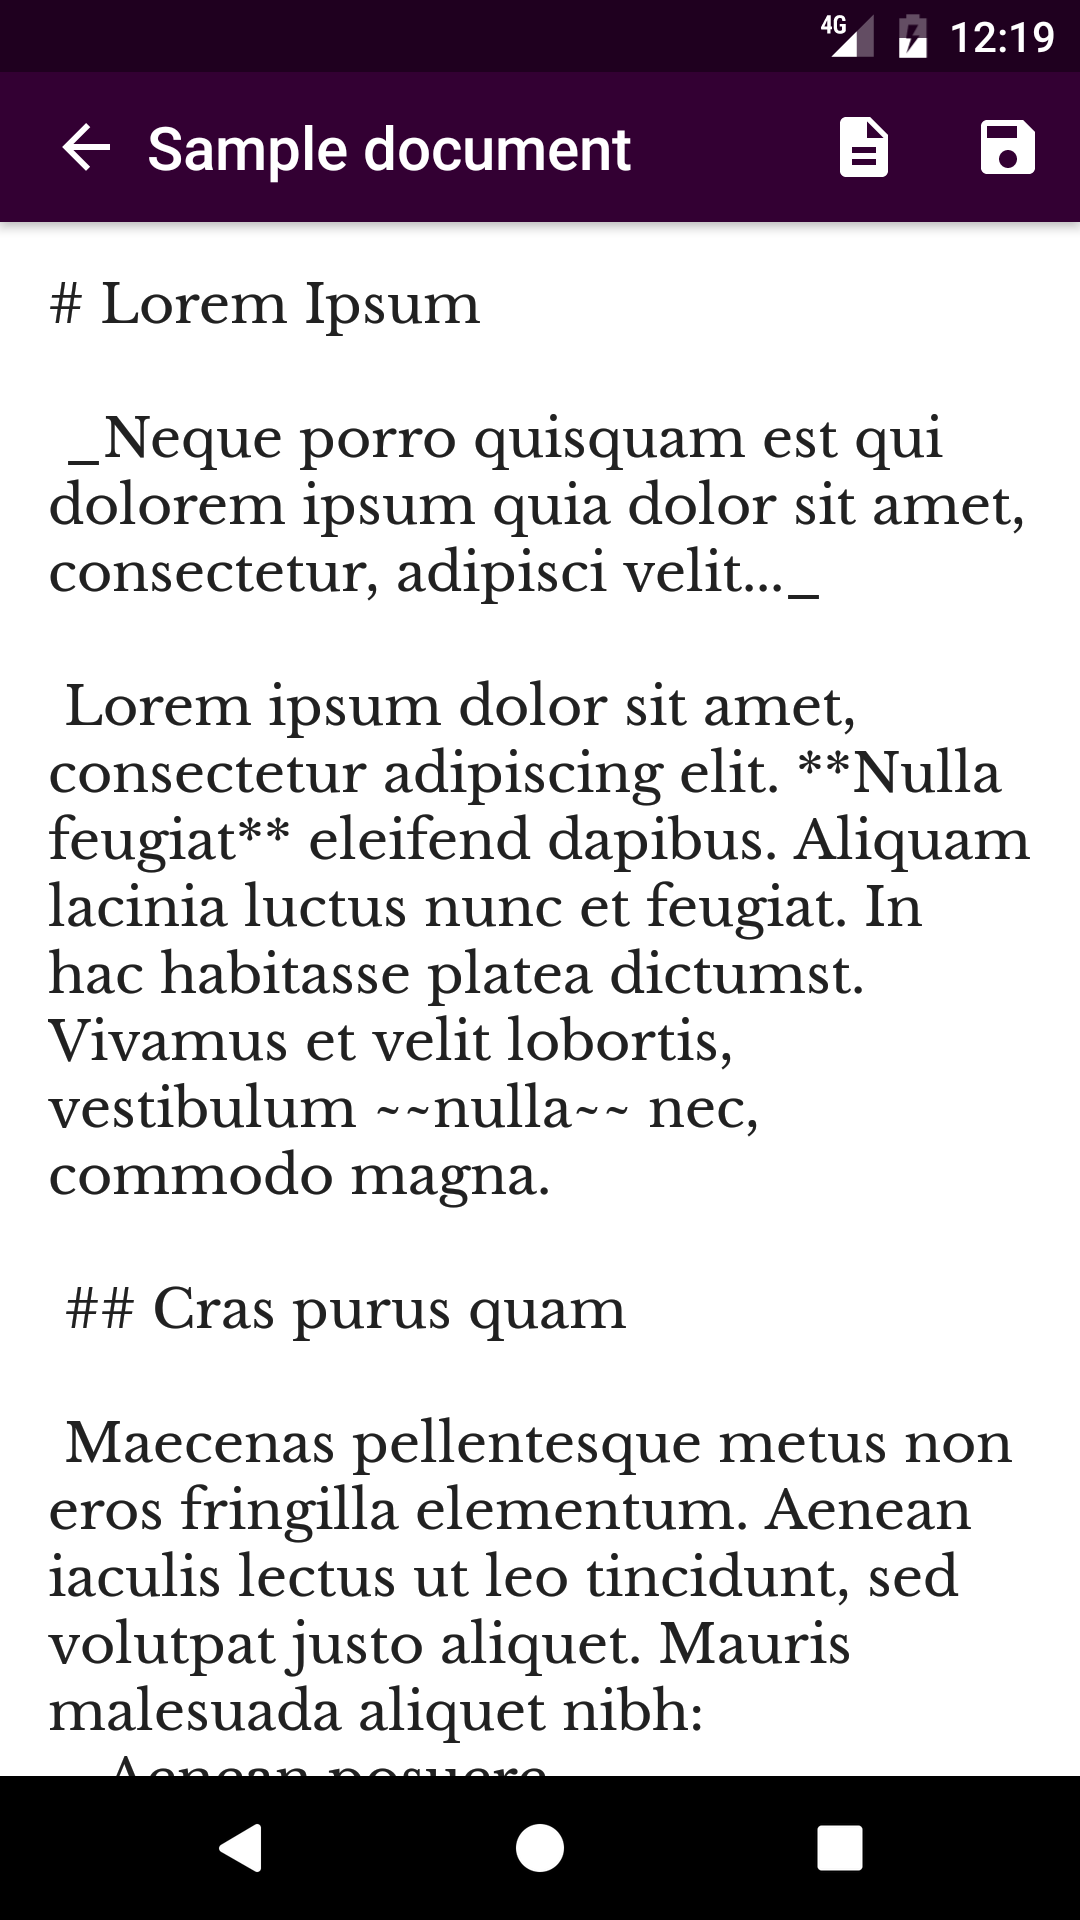 4G 12:19
Sample document
# Lorem Ipsum
_Neque porro quisquam est qui
dolorem ipsum quia dolor sit amet,
consectetur, adipisci velit..._
Lorem ipsum dolor sit amet,
consectetur adipiscing elit. **Nulla
feugiat** eleifend dapibus. Aliquam
lacinia luctus nunc et feugiat. In
hac habitasse platea dictumst.
Vivamus et velit lobortis,
vestibulum ~~nulla~~ nec,
commodo magna.
## Cras purus quam
Maecenas pellentesque metus non
eros fringilla elementum. Aenean
iaculis lectus ut leo tincidunt, sed
volutpat justo aliquet. Mauris
malesuada aliquet nibh:
Aenean posuere